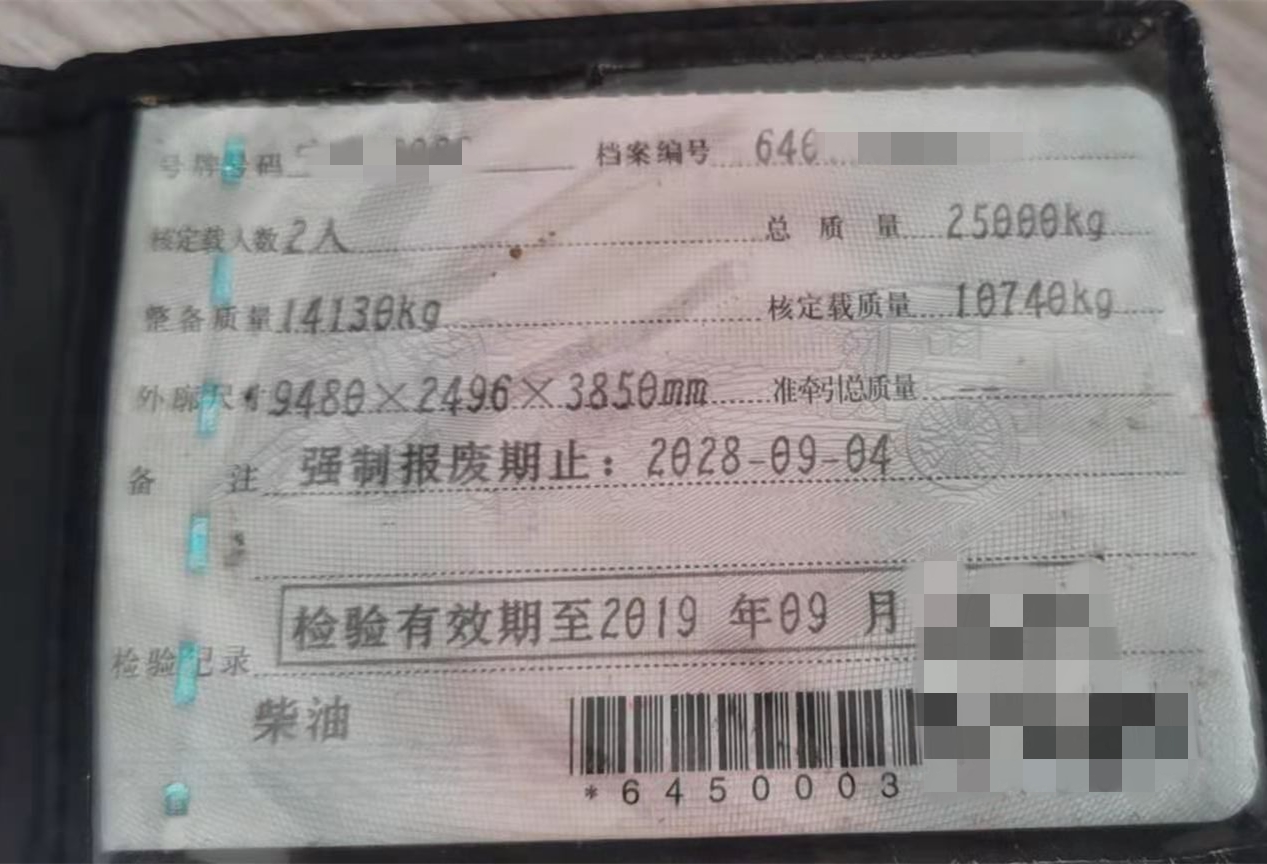 号牌号码 档案编号 640
核定载人数 2人 总质量 25000kg
整备质量 14130kg 核定载质量 10740kg
外廓尺寸 9480×2496×3850mm 准牵引总质量 --
备注 强制报废期止：2028-09-04
检验记录 检验有效期至2019年09月
柴油
*6450003